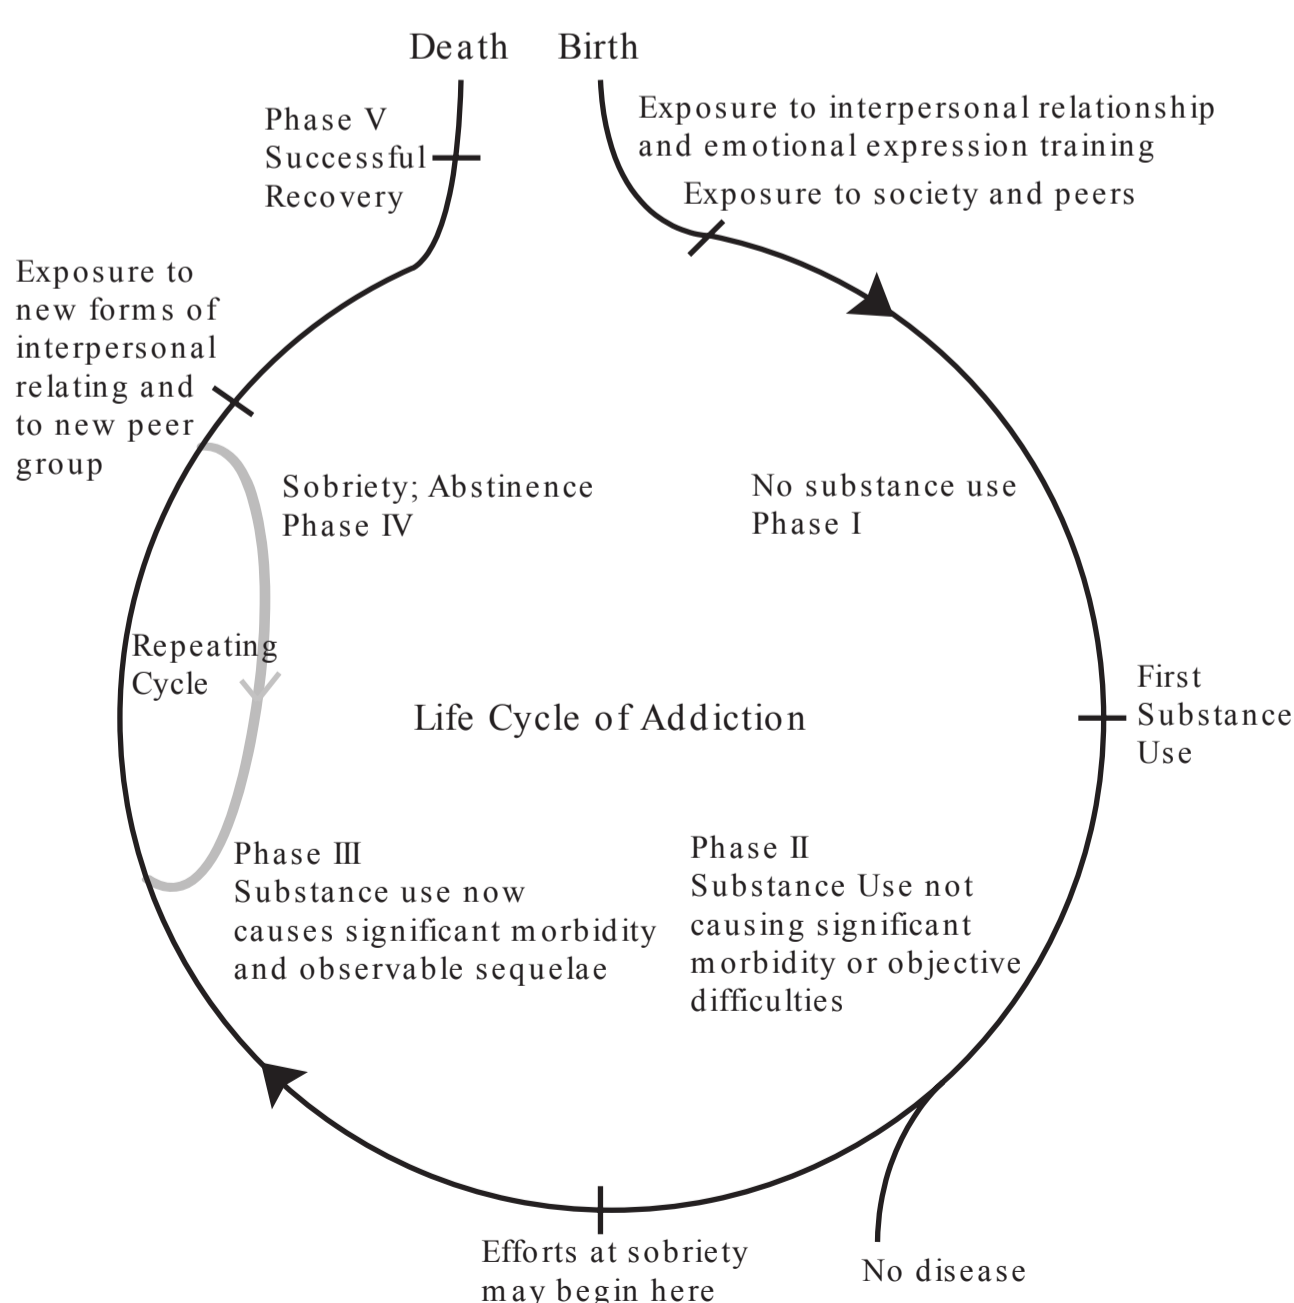 Death
Birth
Exposure to interpersonal relationship
and emotional expression training
Exposure to society and peers
Phase V
Successful
Recovery
Exposure to
new forms of
interpersonal
relating and
to new peer
group
Sobriety; Abstinence
Phase IV
No substance use
Phase I
Repeating
Cycle
Life Cycle of Addiction
First
Substance
Use
Phase III
Substance use now
causes significant morbidity
and observable sequelae
Phase II
Substance Use not
causing significant
morbidity or objective
difficulties
Efforts at sobriety
may begin here
No disease